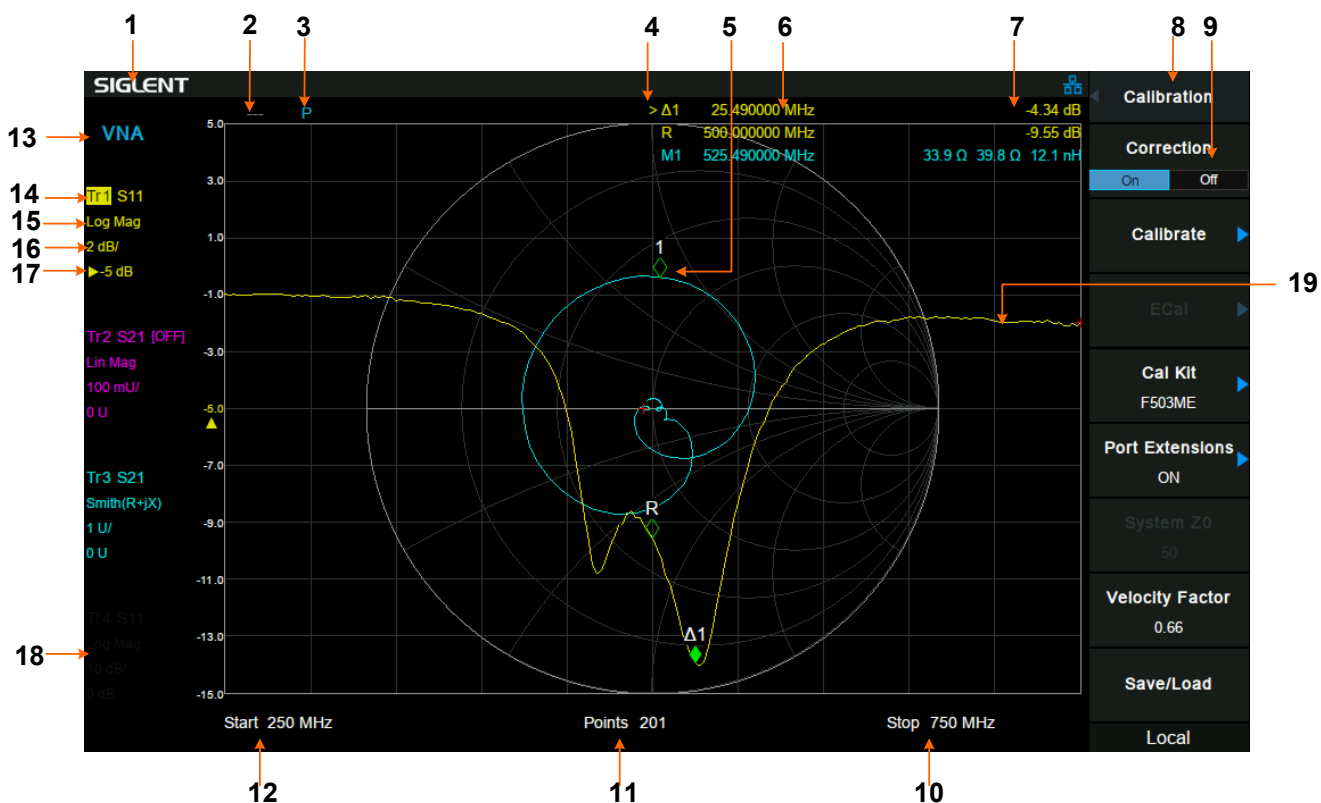 1 2 3 4 5 6 7 8 9
SIGLENT
--- P
> Δ1 25.490000 MHz -4.34 dB
R 500.000000 MHz -9.55 dB
M1 525.490000 MHz 33.9 Ω 39.8 Ω 12.1 nH
13
VNA
14
Tr1 S11
15
Log Mag
16
2 dB/
17
-5 dB
Tr2 S21 [OFF]
Lin Mag
100 mU/
0 U
Tr3 S21
Smith(R+jX)
1 U/
0 U
Tr4 S11
Log Mag
18
10 dB/
0 dB
5.0
3.0
1.0
-1.0
-3.0
-5.0
-7.0
-9.0
-11.0
-13.0
-15.0
1
R
Δ1
Start 250 MHz Points 201 Stop 750 MHz
Calibration
Correction
On Off
Calibrate
19
ECal
Cal Kit
F503ME
Port Extensions
ON
System Z0
50
Velocity Factor
0.66
Save/Load
Local
12 11 10